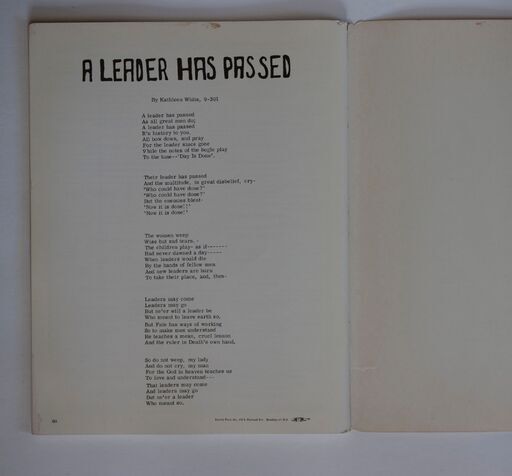 A LEADER HAS PASSED
By Kathleen White, 9-301
A leader has passed
As all great men do;
A leader has passed
It's history to you.
All bow down, and pray
For the leader since gone
While the notes of the bugle play
To the tune--'Day Is Done'.
Their leader has passed
And the multitude, in great disbelief, cry-
"Who could have done?"
"Who could have done?"
But the enemies
"Now it is done!!"
"Now it is done!"
The women weep
Wise but sad tears. -
The children play- as if-------
Had never dawned a day-----
When leaders would die
By the hands of fellow men
And new leaders are born
To take their place, and, then-
Leaders may come
Leaders may go
But ne'er will a leader be
Who meant to leave earth so.
But Fate has ways of working
So to make men understand
He teaches a mean, cruel lesson
And the ruler is Death's own hand.
So do not weep, my lady
And do not cry, my man
For the God in heaven teaches us
To love and understand---
That leaders may come
And leaders may go
But ne'er a leader
Who meant so.